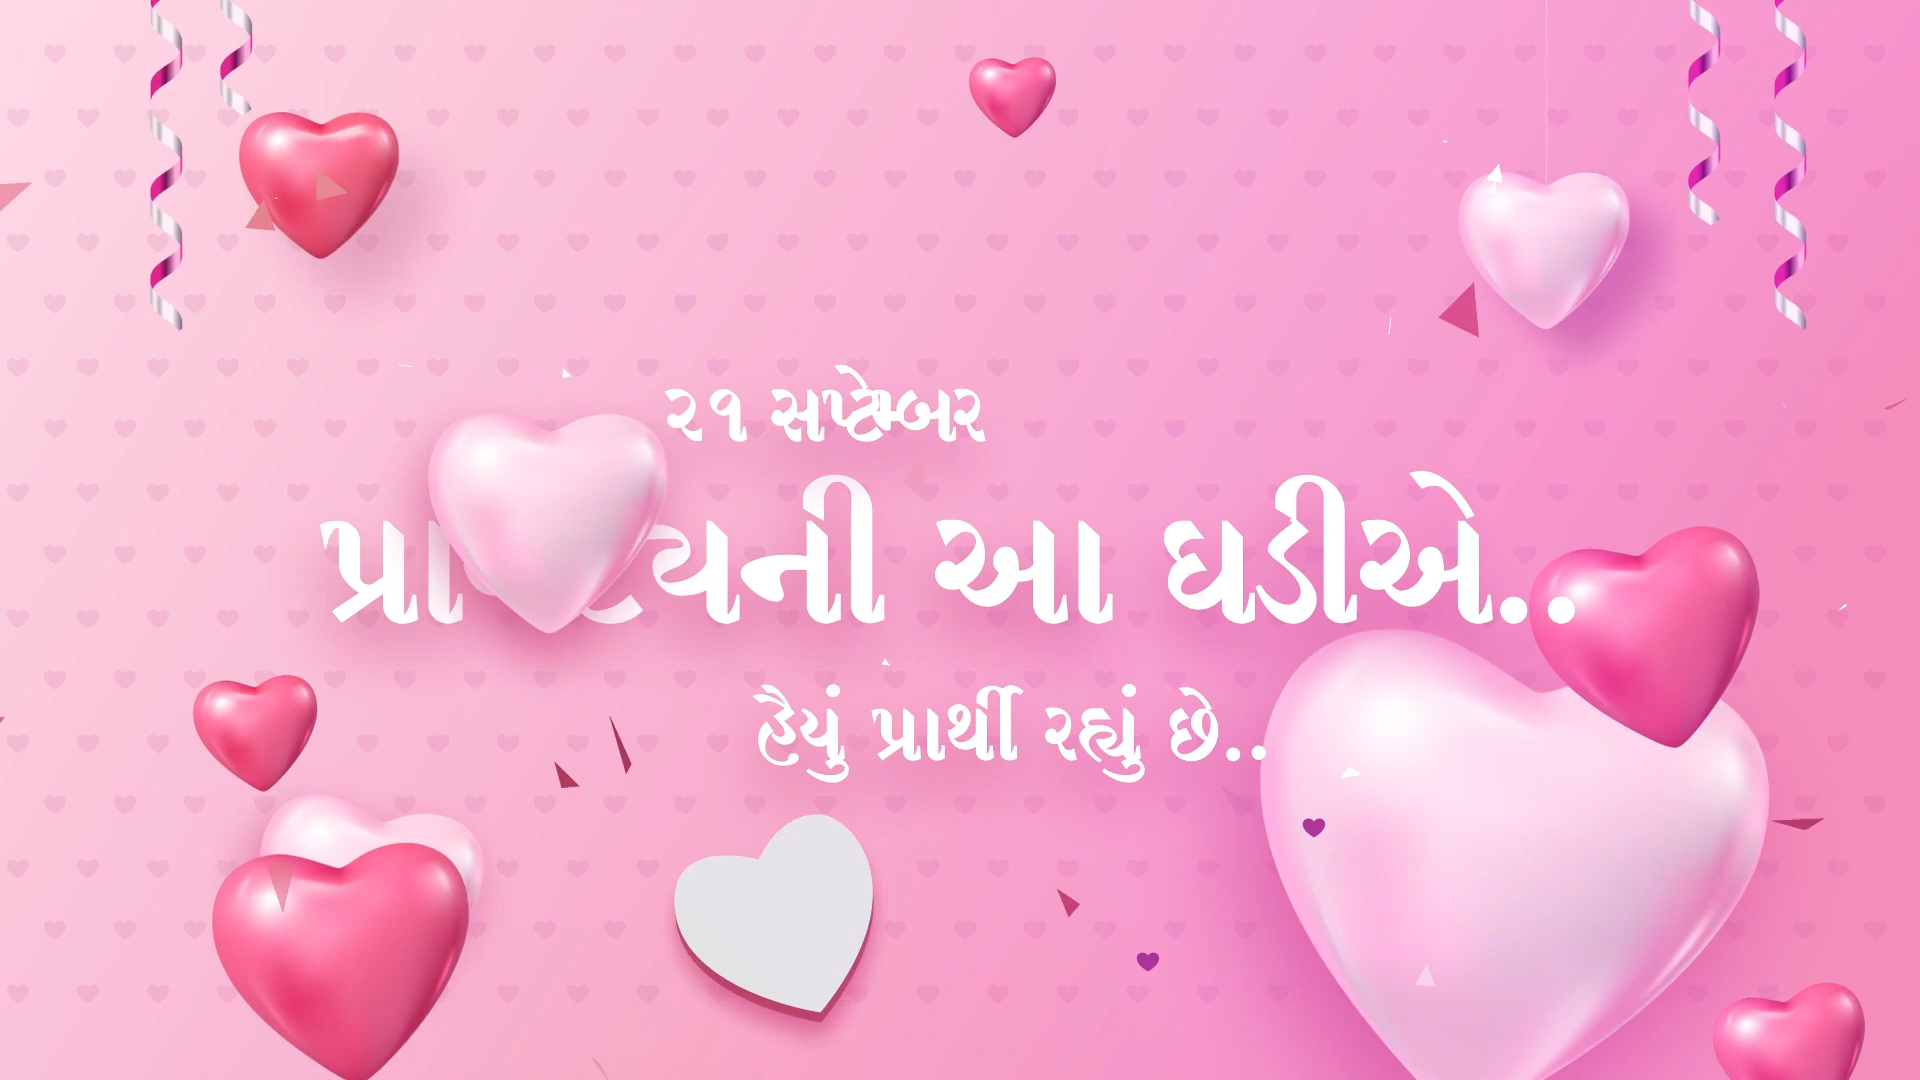 ૨૧ સપ્ટેમ્બર
આ ઘડીએ..
હૈયું પ્રાર્થી રહ્યું છે..